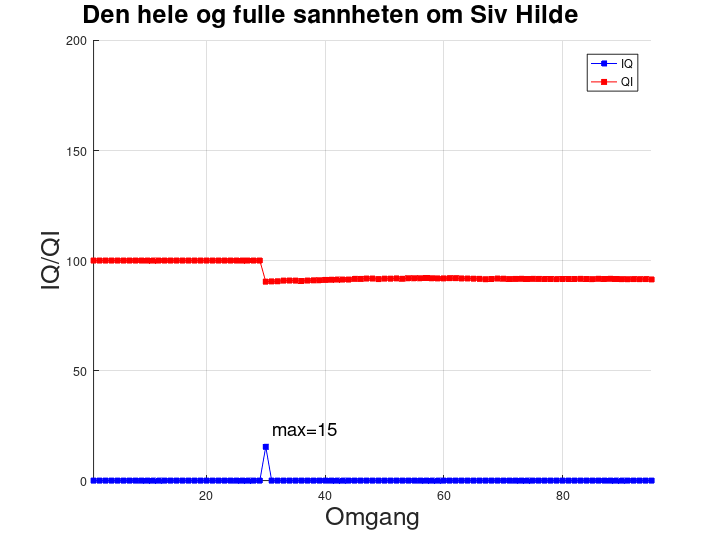 Den hele og fulle sannheten om Siv Hilde
200
IQ
QI
150
IQ/QI
100
50
max=15
0
20 40 60 80
Omgang